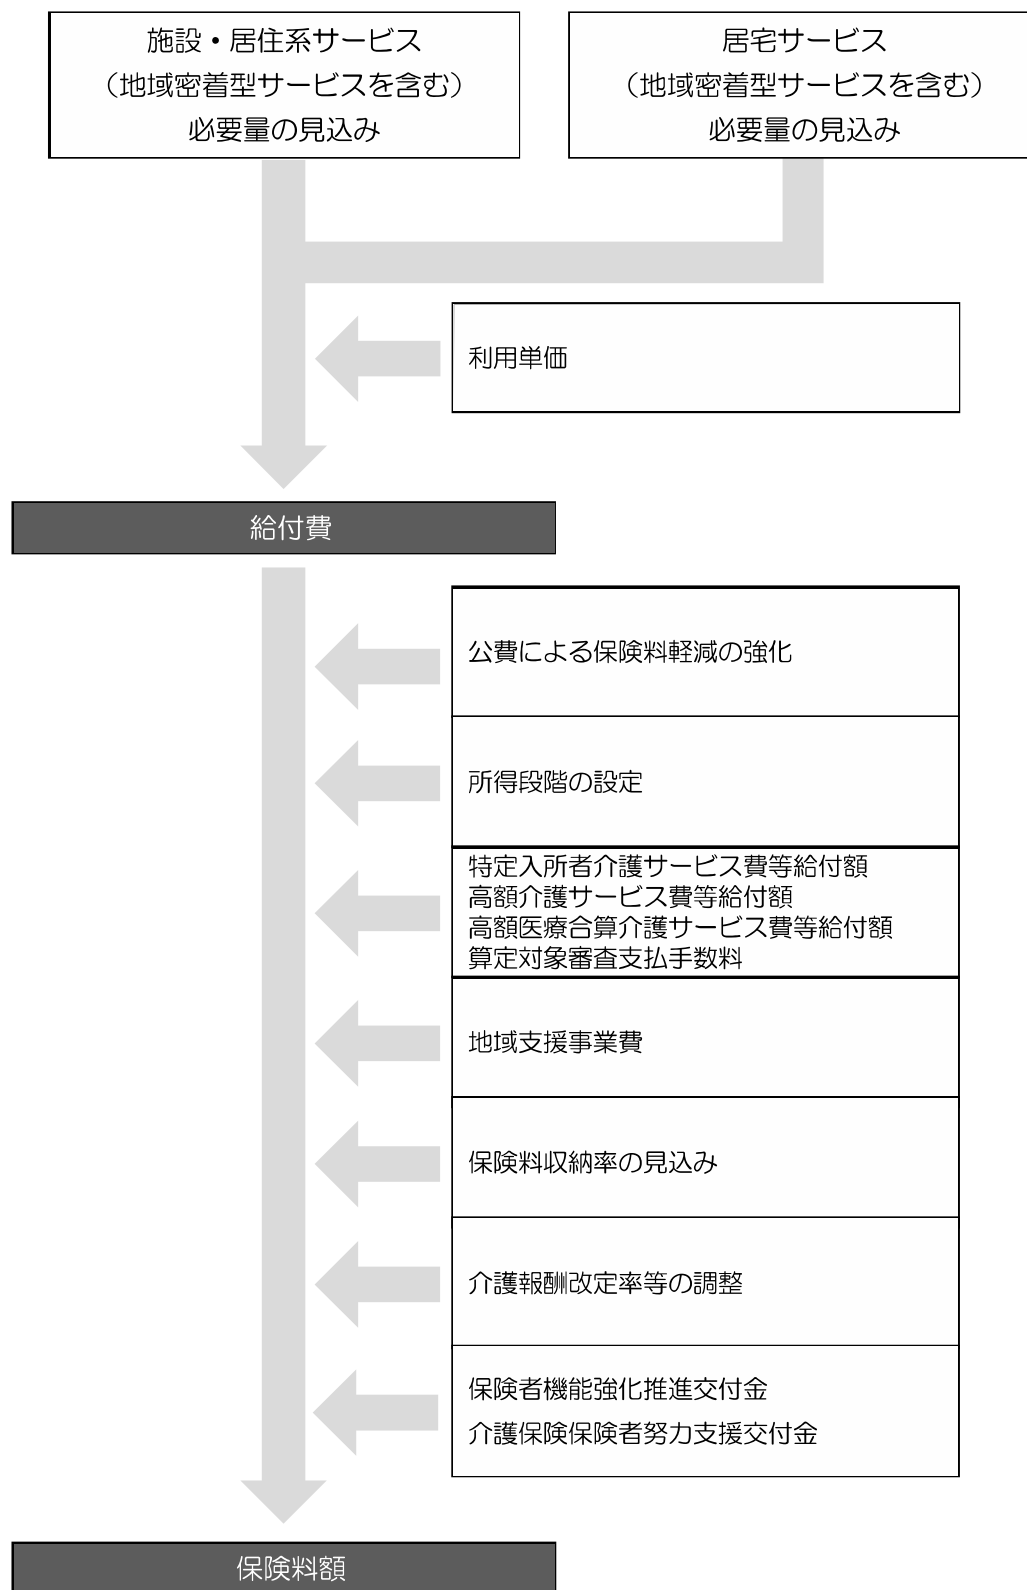 施設・居住系サービス
（地域密着型サービスを含む）
必要量の見込み
居宅サービス
（地域密着型サービスを含む）
必要量の見込み
利用単価
給付費
公費による保険料軽減の強化
所得段階の設定
特定入所者介護サービス費等給付額
高額介護サービス費等給付額
高額医療合算介護サービス費等給付額
算定対象審査支払手数料
地域支援事業費
保険料収納率の見込み
介護報酬改定率等の調整
保険者機能強化推進交付金
介護保険保険者努力支援交付金
保険料額